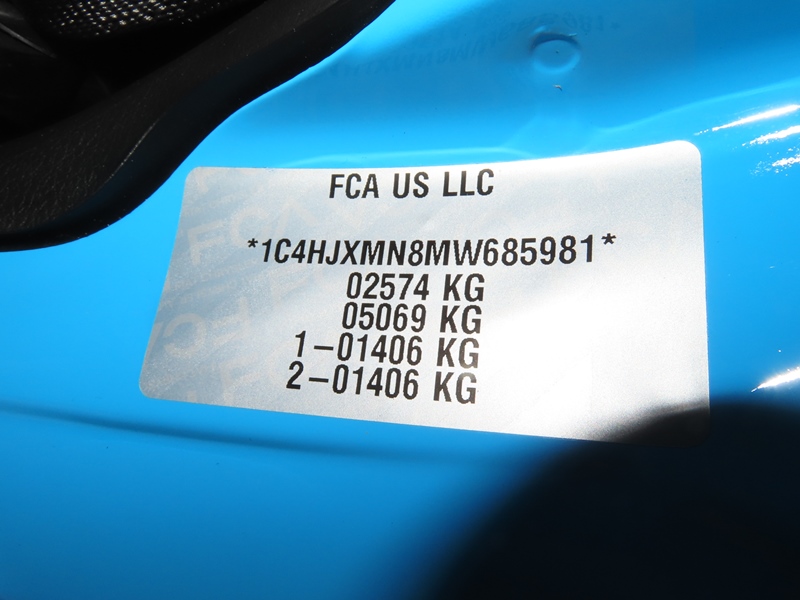 FCA US LLC
*1C4HJXMN8MW685981*
02574 KG
05069 KG
1-01406 KG
2-01406 KG